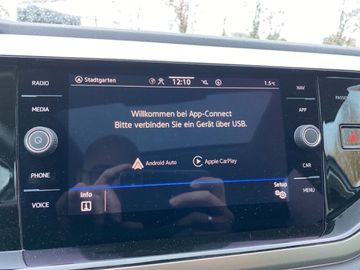 RADIO
MEDIA
PHONE
VOICE
Stadtgarten
12:10
1.5°C
Willkommen bei App-Connect
Bitte verbinden Sie ein Gerät über USB.
Android Auto
Apple CarPlay
Info
Setup
NAV
APP
CAR
MENU